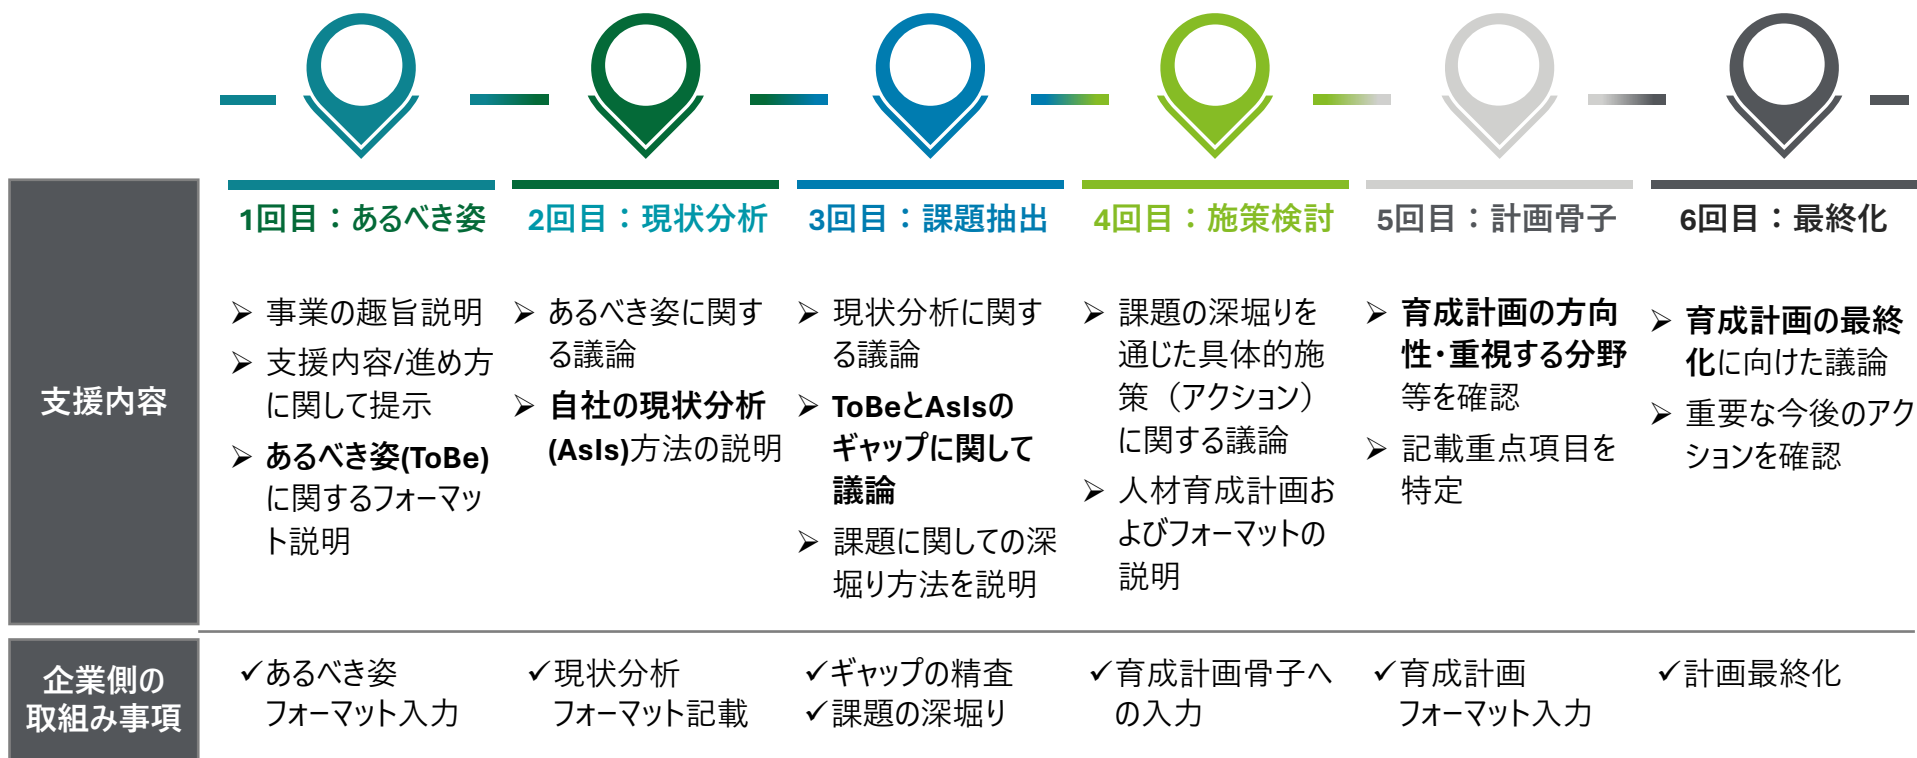 1回目：あるべき姿
2回目：現状分析
3回目：課題抽出
4回目：施策検討
5回目：計画骨子
6回目：最終化
支援内容
➢ 事業の趣旨説明
➢ 支援内容/進め方
に関して提示
➢ あるべき姿(ToBe)
に関するフォーマッ
ト説明
➢ あるべき姿に関す
る議論
➢ 自社の現状分析
(AsIs)方法の説明
➢ 現状分析に関す
る議論
➢ ToBeとAsIsの
ギャップに関して
議論
➢ 課題に関しての深
堀り方法を説明
➢ 課題の深堀りを
通じた具体的施
策（アクション）
に関する議論
➢ 人材育成計画お
よびフォーマットの
説明
➢ 育成計画の方向
性・重視する分野
等を確認
➢ 記載重点項目を
特定
➢ 育成計画の最終
化に向けた議論
➢ 重要な今後のアク
ションを確認
企業側の
取組み事項
✓あるべき姿
フォーマット入力
✓現状分析
フォーマット記載
✓ギャップの精査
✓課題の深堀り
✓育成計画骨子へ
の入力
✓育成計画
フォーマット入力
✓計画最終化